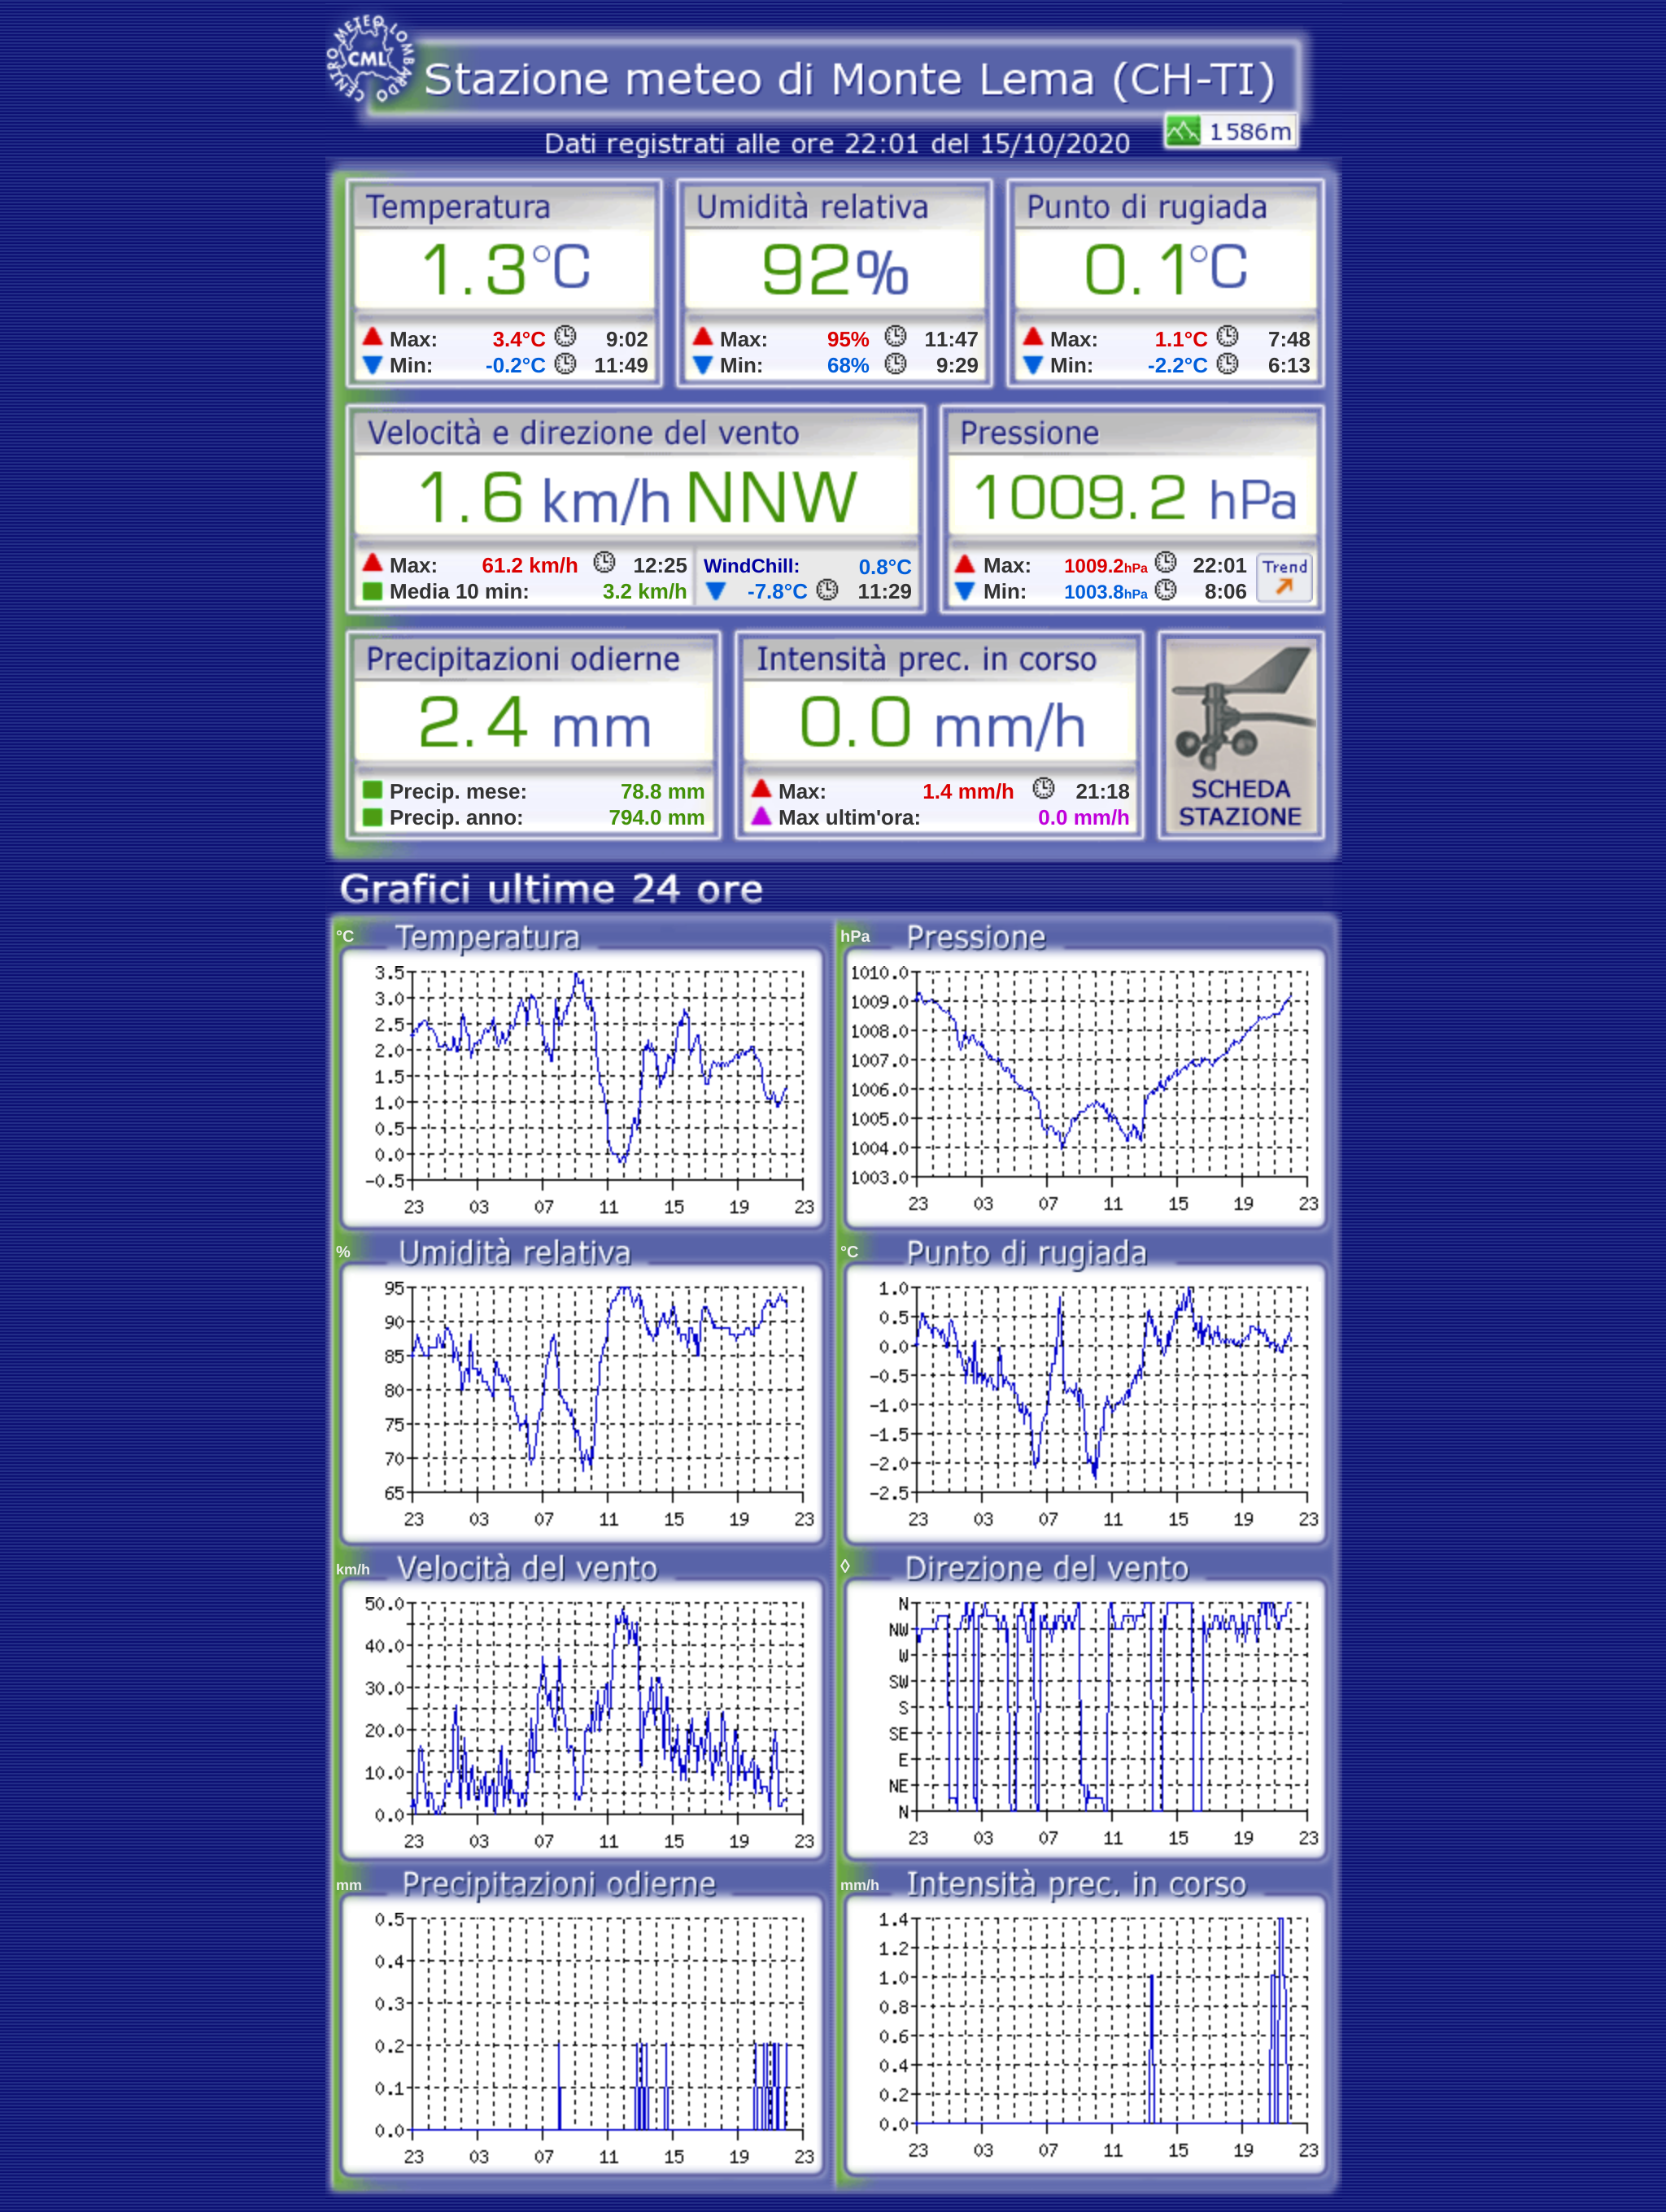 CENTRO METEO LOMBARDO
CML
Stazione meteo di Monte Lema (CH-TI)
Dati registrati alle ore 22:01 del 15/10/2020
1586m
Temperatura
1.3°C
Max: 3.4°C 9:02
Min: -0.2°C 11:49
Umidità relativa
92%
Max: 95% 11:47
Min: 68% 9:29
Punto di rugiada
0.1°C
Max: 1.1°C 7:48
Min: -2.2°C 6:13
Velocità e direzione del vento
1.6 km/h NNW
Max: 61.2 km/h 12:25
Media 10 min: 3.2 km/h
WindChill: 0.8°C
-7.8°C 11:29
Pressione
1009.2 hPa
Max: 1009.2hPa 22:01
Min: 1003.8hPa 8:06
Trend
Precipitazioni odierne
2.4 mm
Precip. mese: 78.8 mm
Precip. anno: 794.0 mm
Intensità prec. in corso
0.0 mm/h
Max: 1.4 mm/h 21:18
Max ultim'ora: 0.0 mm/h
SCHEDA
STAZIONE
Grafici ultime 24 ore
°C Temperatura
3.5
3.0
2.5
2.0
1.5
1.0
0.5
0.0
-0.5
23 03 07 11 15 19 23
hPa Pressione
1010.0
1009.0
1008.0
1007.0
1006.0
1005.0
1004.0
1003.0
23 03 07 11 15 19 23
% Umidità relativa
95
90
85
80
75
70
65
23 03 07 11 15 19 23
°C Punto di rugiada
1.0
0.5
0.0
-0.5
-1.0
-1.5
-2.0
-2.5
23 03 07 11 15 19 23
km/h Velocità del vento
50.0
40.0
30.0
20.0
10.0
0.0
23 03 07 11 15 19 23
◊ Direzione del vento
N
NW
W
SW
S
SE
E
NE
N
23 03 07 11 15 19 23
mm Precipitazioni odierne
0.5
0.4
0.3
0.2
0.1
0.0
23 03 07 11 15 19 23
mm/h Intensità prec. in corso
1.4
1.2
1.0
0.8
0.6
0.4
0.2
0.0
23 03 07 11 15 19 23